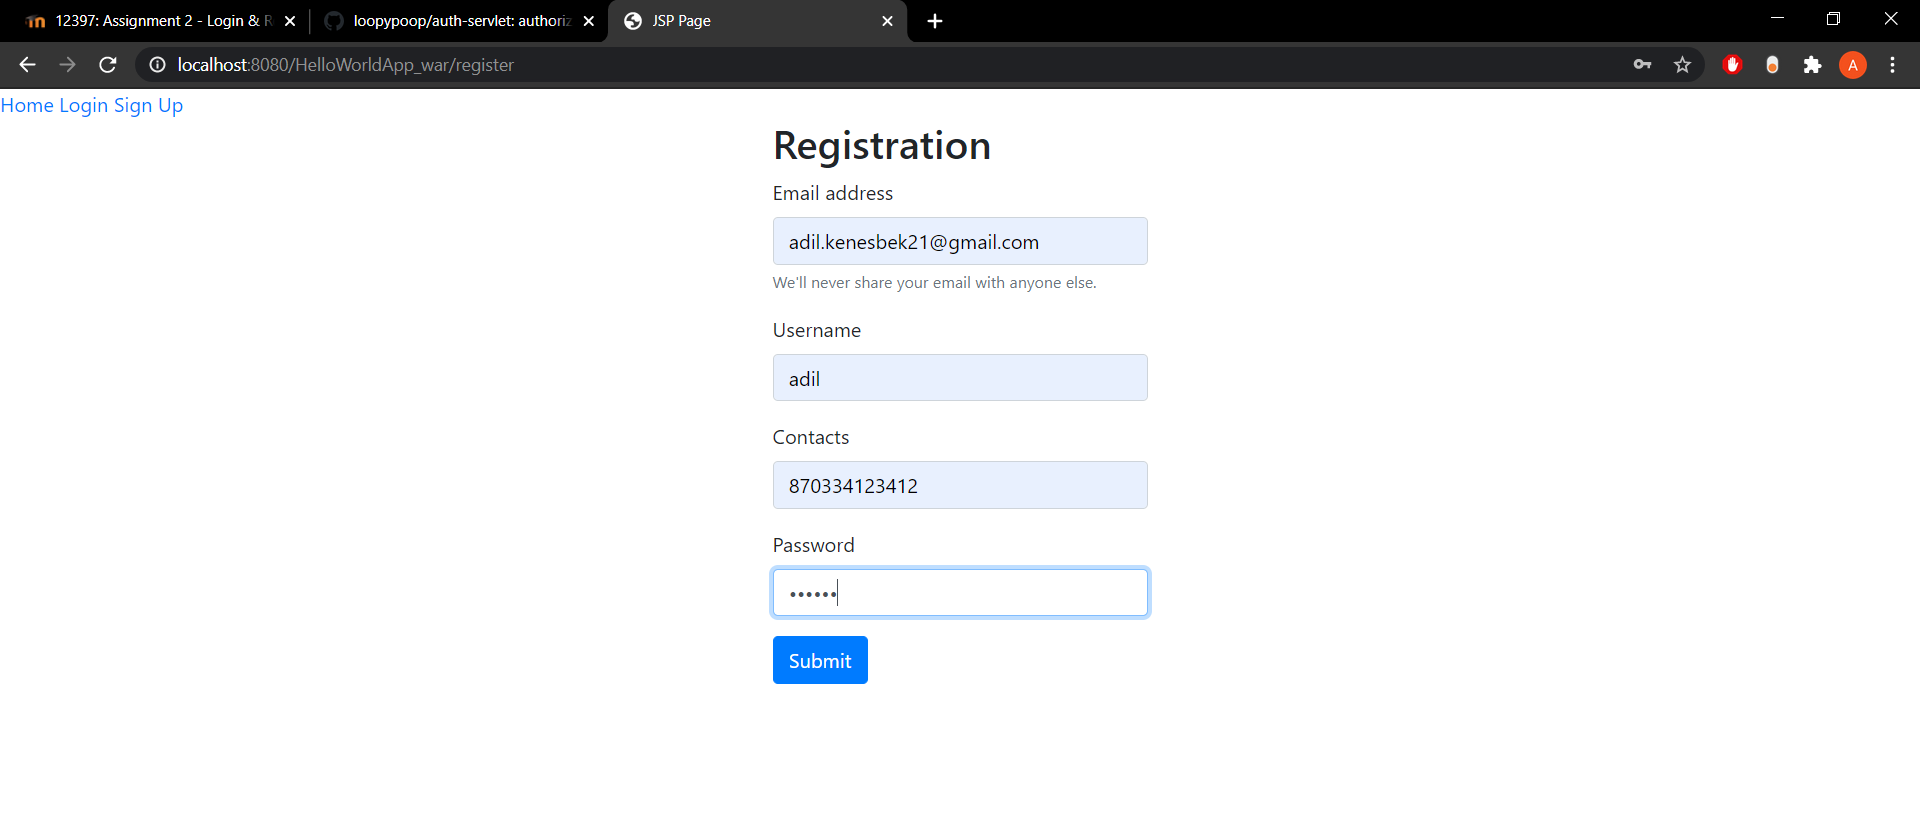 12397: Assignment 2 - Login & R
loopypoop/auth-servlet: authoriz
JSP Page
localhost:8080/HelloWorldApp_war/register
A
Home Login Sign Up
Registration
Email address
adil.kenesbek21@gmail.com
We'll never share your email with anyone else.
Username
adil
Contacts
870334123412
Password
••••••
Submit